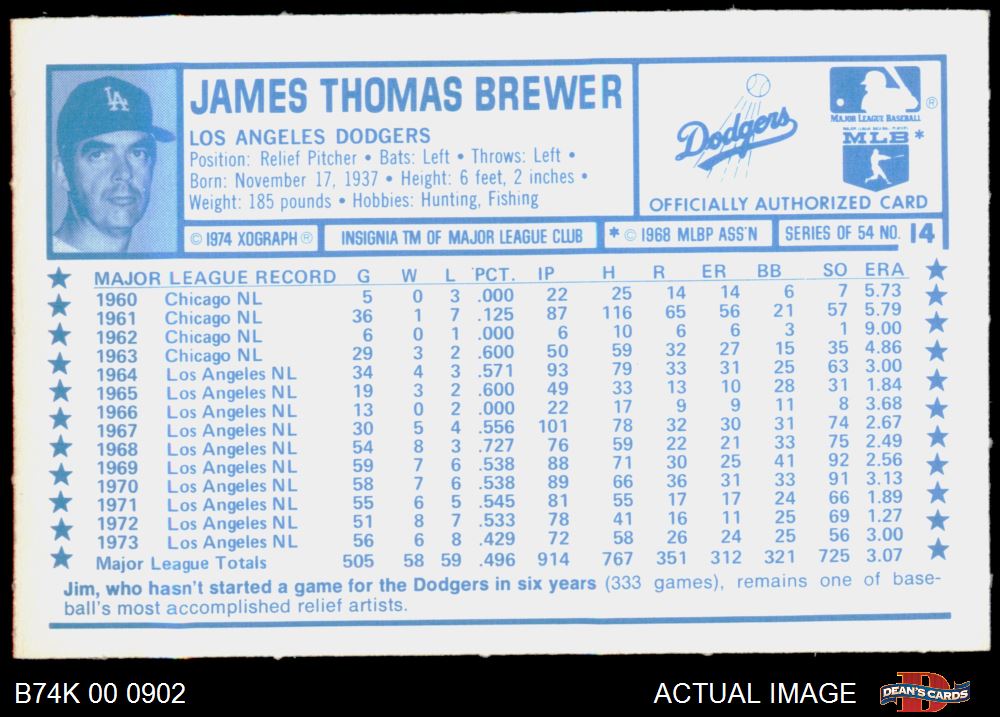 LA
JAMES THOMAS BREWER
LOS ANGELES DODGERS
Position: Relief Pitcher • Bats: Left • Throws: Left •
Born: November 17, 1937 • Height: 6 feet, 2 inches •
Weight: 185 pounds • Hobbies: Hunting, Fishing
Dodgers
®
MAJOR LEAGUE BASEBALL
MLB *
OFFICIALLY AUTHORIZED CARD
© 1974 XOGRAPH ® INSIGNIA TM OF MAJOR LEAGUE CLUB * © 1968 MLBP ASS'N SERIES OF 54 NO. 14
MAJOR LEAGUE RECORD G W L PCT. IP H R ER BB SO ERA
1960 Chicago NL 5 0 3 .000 22 25 14 14 6 7 5.73
1961 Chicago NL 36 1 7 .125 87 116 65 56 21 57 5.79
1962 Chicago NL 6 0 1 .000 6 10 6 6 3 1 9.00
1963 Chicago NL 29 3 2 .600 50 59 32 27 15 35 4.86
1964 Los Angeles NL 34 4 3 .571 93 79 33 31 25 63 3.00
1965 Los Angeles NL 19 3 2 .600 49 33 13 10 28 31 1.84
1966 Los Angeles NL 13 0 2 .000 22 17 9 9 11 8 3.68
1967 Los Angeles NL 30 5 4 .556 101 78 32 30 31 74 2.67
1968 Los Angeles NL 54 8 3 .727 76 59 22 21 33 75 2.49
1969 Los Angeles NL 59 7 6 .538 88 71 30 25 41 92 2.56
1970 Los Angeles NL 58 7 6 .538 89 66 36 31 33 91 3.13
1971 Los Angeles NL 55 6 5 .545 81 55 17 17 24 66 1.89
1972 Los Angeles NL 51 8 7 .533 78 41 16 11 25 69 1.27
1973 Los Angeles NL 56 6 8 .429 72 58 26 24 25 56 3.00
Major League Totals 505 58 59 .496 914 767 351 312 321 725 3.07
Jim, who hasn't started a game for the Dodgers in six years (333 games), remains one of base-
ball's most accomplished relief artists.
B74K 00 0902
ACTUAL IMAGE
DEAN'S CARDS